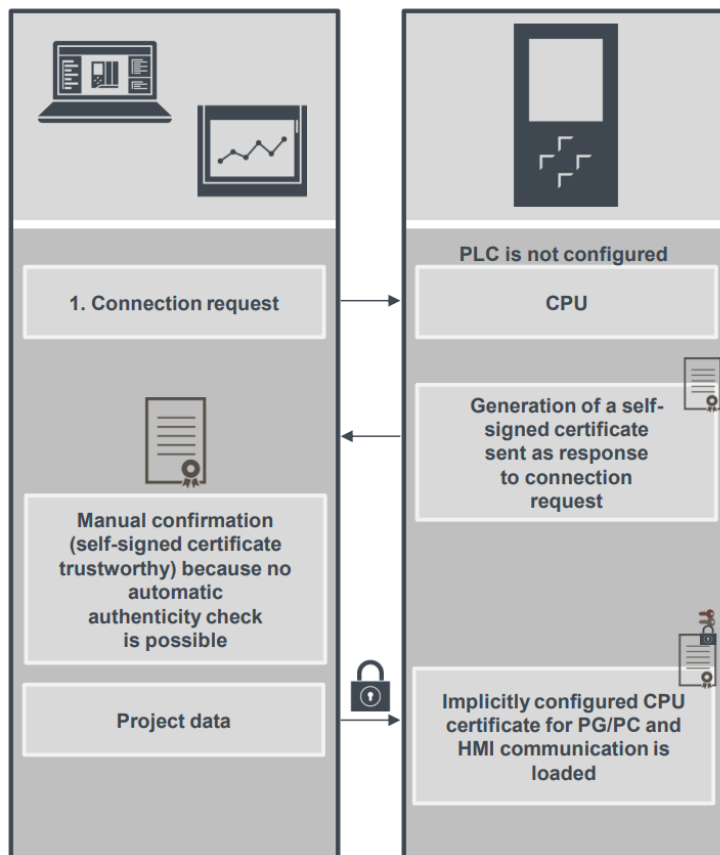 PLC is not configured
1. Connection request
CPU
Generation of a self-
signed certificate
sent as response
to connection
request
Manual confirmation
(self-signed certificate
trustworthy) because no
automatic
authenticity check
is possible
Project data
Implicitly configured CPU
certificate for PG/PC and
HMI communication is
loaded